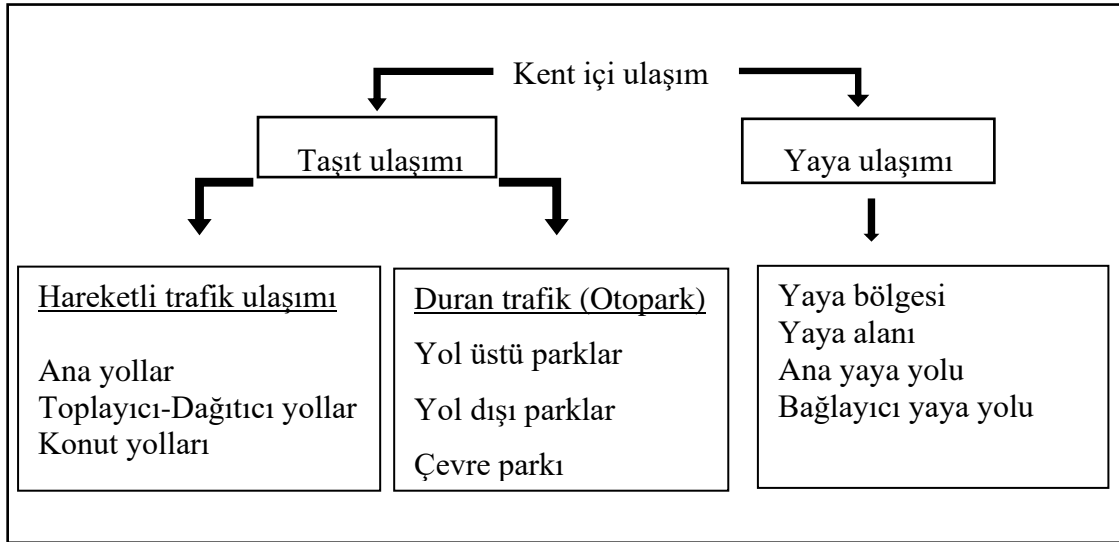 Kent içi ulaşım
Taşıt ulaşımı
Yaya ulaşımı
Hareketli trafik ulaşımı
Ana yollar
Toplayıcı-Dağıtıcı yollar
Konut yolları
Duran trafik (Otopark)
Yol üstü parklar
Yol dışı parklar
Çevre parkı
Yaya bölgesi
Yaya alanı
Ana yaya yolu
Bağlayıcı yaya yolu